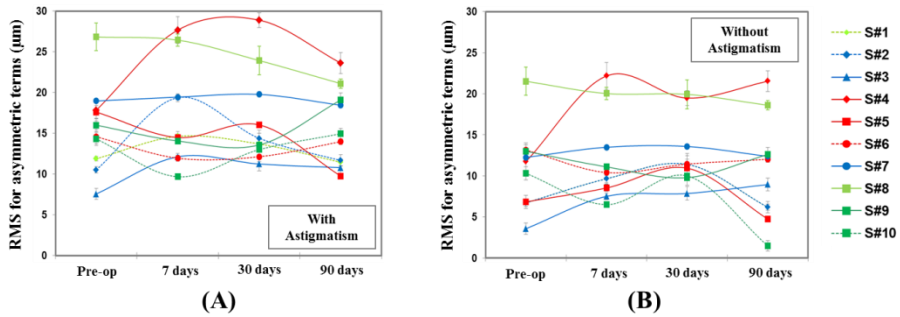 RMS for asymmetric terms (μm)
30
25
20
15
10
5
0
Pre-op 7 days 30 days 90 days
With
Astigmatism
(A)
RMS for asymmetric terms (μm)
30
25
20
15
10
5
0
Pre-op 7 days 30 days 90 days
Without
Astigmatism
(B)
S#1
S#2
S#3
S#4
S#5
S#6
S#7
S#8
S#9
S#10